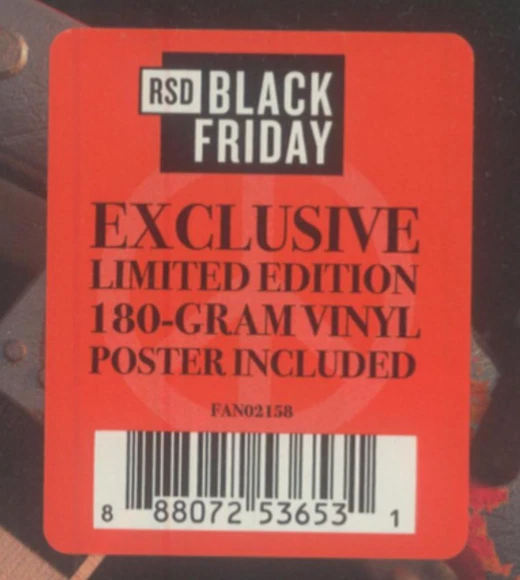 RSD BLACK
FRIDAY
EXCLUSIVE
LIMITED EDITION
180-GRAM VINYL
POSTER INCLUDED
FAN02158
8 88072 53653 1